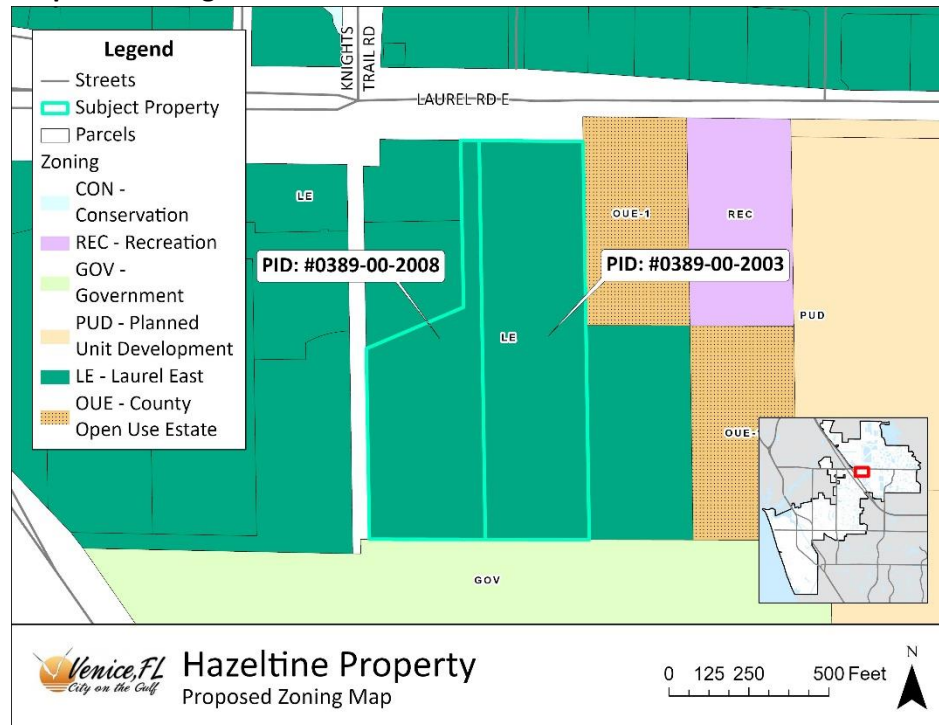 Legend
Streets
Subject Property
Parcels
Zoning
CON -
Conservation
REC - Recreation
GOV -
Government
PUD - Planned
Unit Development
LE - Laurel East
OUE - County
Open Use Estate
KNIGHTS
TRAIL RD
LAUREL RD E
LE
OUE-1
REC
PID: #0389-00-2008
PID: #0389-00-2003
LE
PUD
OUE-
GOV
Venice, FL
City on the Gulf
Hazeltine Property
Proposed Zoning Map
0 125 250 500 Feet
N